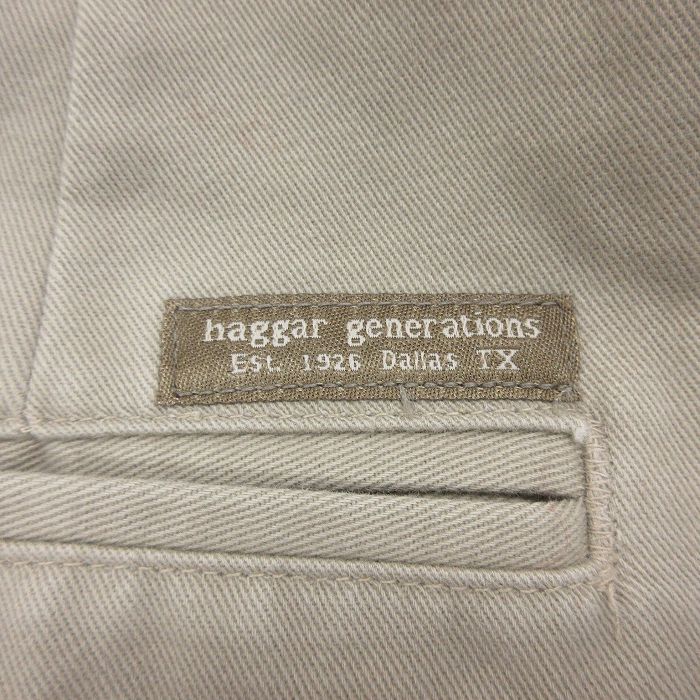 haggar generations
Est. 1926 Dallas TX